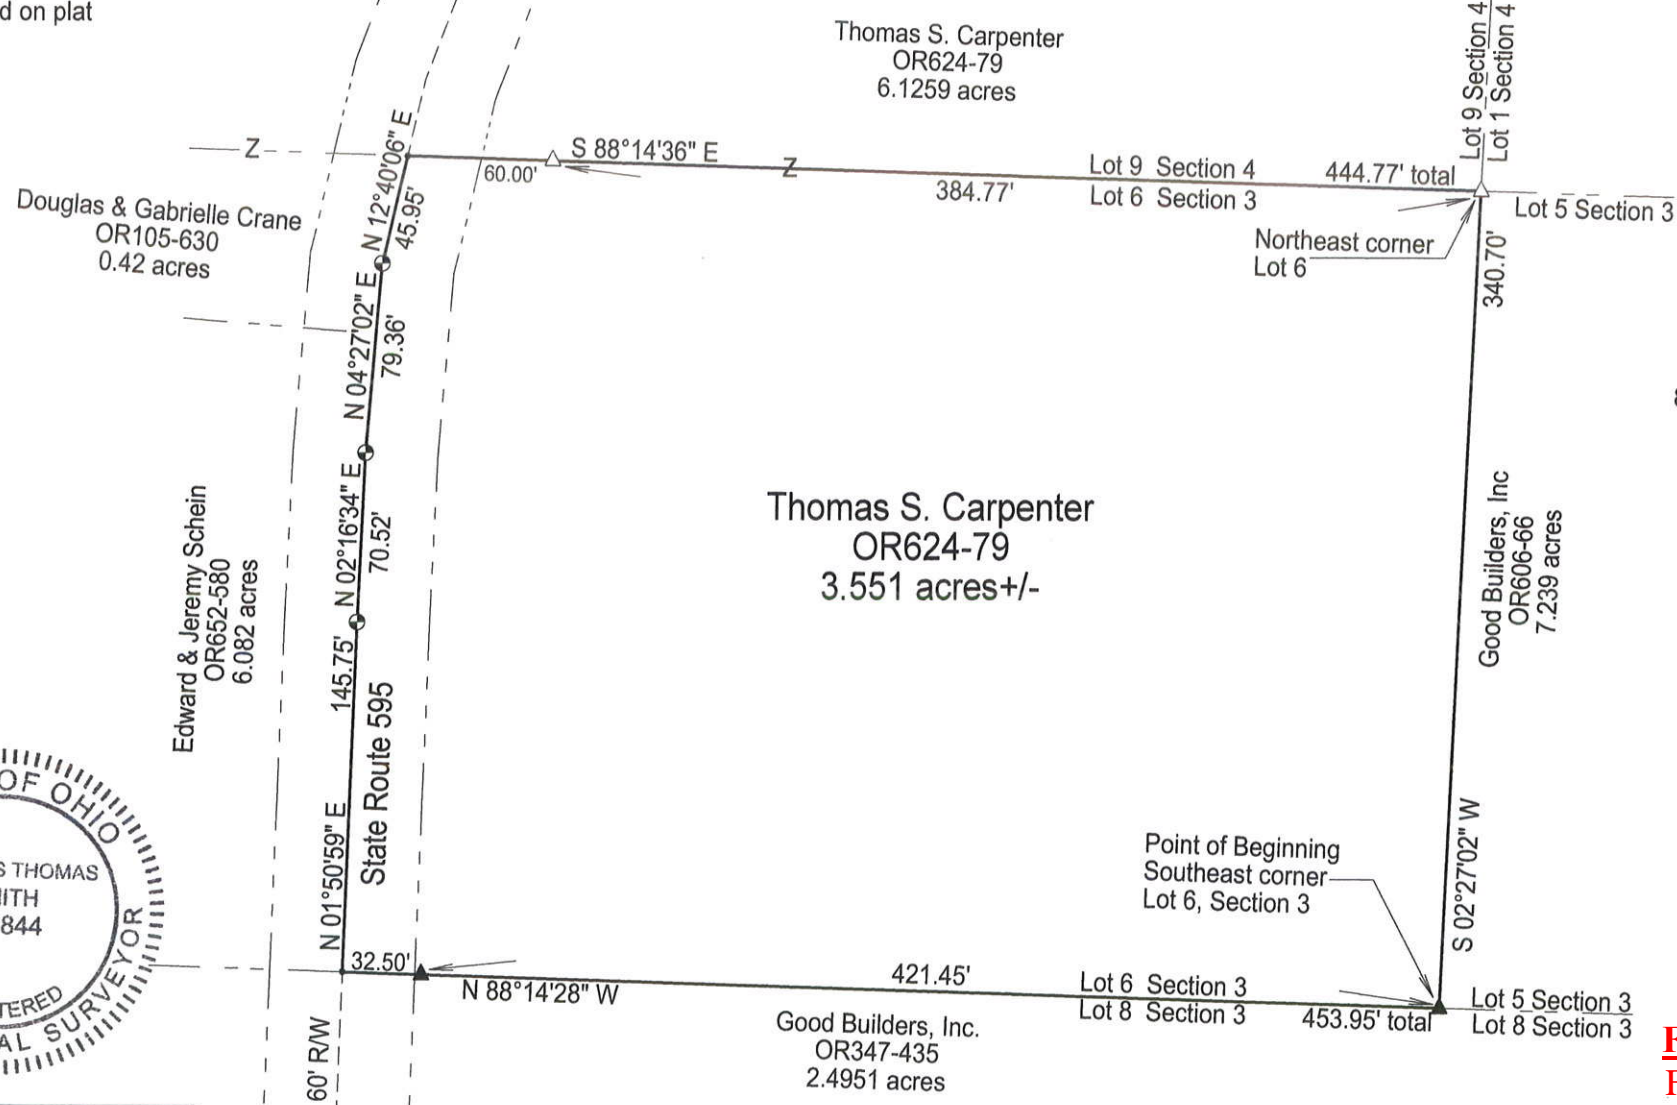 d on plat
Thomas S. Carpenter
OR624-79
6.1259 acres
Lot 9 Section 4
Lot 1 Section 4
Z
N 12°40'06" E
45.95'
60.00'
S 88°14'36" E
Z
384.77'
Lot 9 Section 4
Lot 6 Section 3
444.77' total
Lot 5 Section 3
Douglas & Gabrielle Crane
OR105-630
0.42 acres
Northeast corner
Lot 6
340.70'
N 04°27'02" E
79.36'
N 02°16'34" E
70.52'
Thomas S. Carpenter
OR624-79
3.551 acres+/-
Edward & Jeremy Schein
OR652-580
6.082 acres
Good Builders, Inc
OR606-66
7.239 acres
145.75'
N 01°50'59" E
State Route 595
S 02°27'02" W
Point of Beginning
Southeast corner
Lot 6, Section 3
OF OHIO
THOMAS
ITH
844
TERED
AL SURVEYOR
32.50'
N 88°14'28" W
421.45'
Lot 6 Section 3
Lot 8 Section 3
453.95' total
Lot 5 Section 3
Lot 8 Section 3
Good Builders, Inc.
OR347-435
2.4951 acres
60' R/W